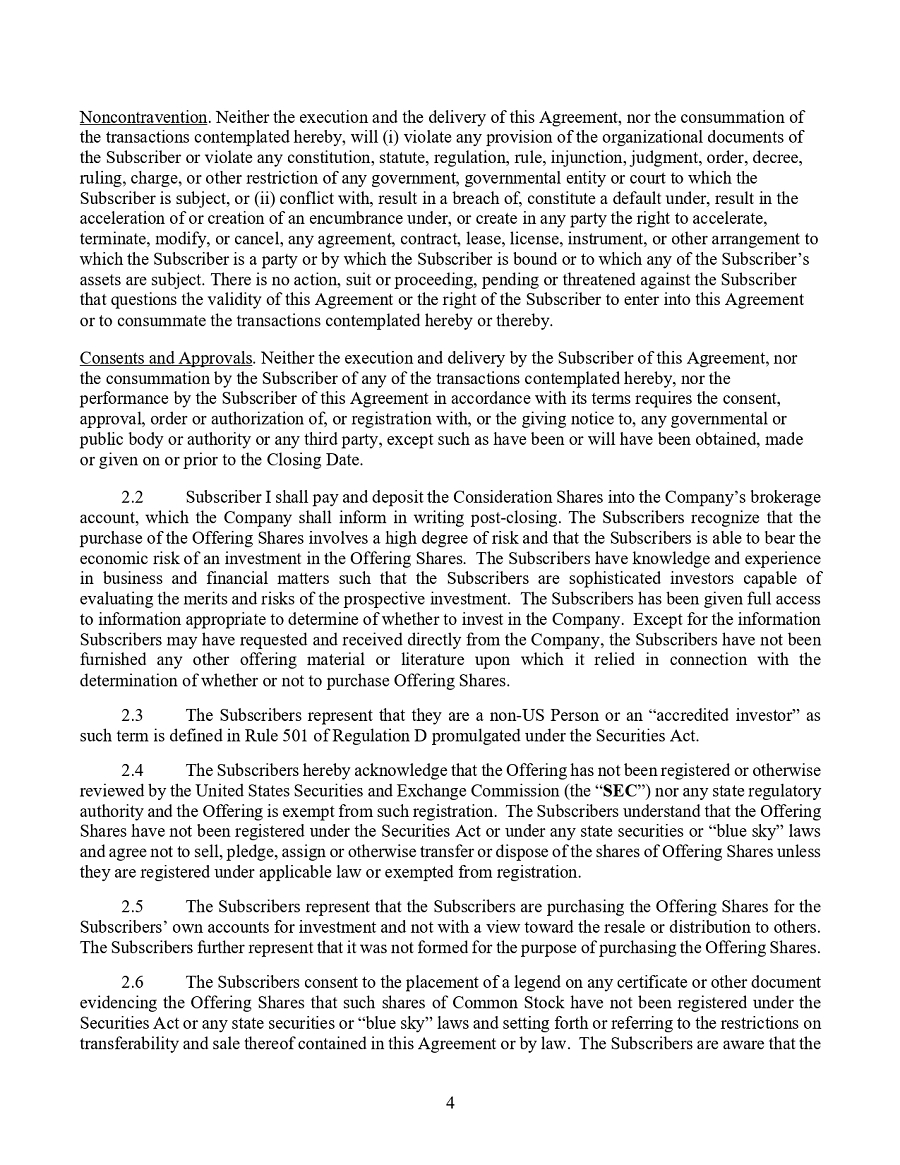 Noncontravention. Neither the execution and the delivery of this Agreement, nor the consummation of
the transactions contemplated hereby, will (i) violate any provision of the organizational documents of
the Subscriber or violate any constitution, statute, regulation, rule, injunction, judgment, order, decree,
ruling, charge, or other restriction of any government, governmental entity or court to which the
Subscriber is subject, or (ii) conflict with, result in a breach of, constitute a default under, result in the
acceleration of or creation of an encumbrance under, or create in any party the right to accelerate,
terminate, modify, or cancel, any agreement, contract, lease, license, instrument, or other arrangement to
which the Subscriber is a party or by which the Subscriber is bound or to which any of the Subscriber’s
assets are subject. There is no action, suit or proceeding, pending or threatened against the Subscriber
that questions the validity of this Agreement or the right of the Subscriber to enter into this Agreement
or to consummate the transactions contemplated hereby or thereby.
Consents and Approvals. Neither the execution and delivery by the Subscriber of this Agreement, nor
the consummation by the Subscriber of any of the transactions contemplated hereby, nor the
performance by the Subscriber of this Agreement in accordance with its terms requires the consent,
approval, order or authorization of, or registration with, or the giving notice to, any governmental or
public body or authority or any third party, except such as have been or will have been obtained, made
or given on or prior to the Closing Date.
2.2 Subscriber I shall pay and deposit the Consideration Shares into the Company’s brokerage
account, which the Company shall inform in writing post-closing. The Subscribers recognize that the
purchase of the Offering Shares involves a high degree of risk and that the Subscribers is able to bear the
economic risk of an investment in the Offering Shares. The Subscribers have knowledge and experience
in business and financial matters such that the Subscribers are sophisticated investors capable of
evaluating the merits and risks of the prospective investment. The Subscribers has been given full access
to information appropriate to determine of whether to invest in the Company. Except for the information
Subscribers may have requested and received directly from the Company, the Subscribers have not been
furnished any other offering material or literature upon which it relied in connection with the
determination of whether or not to purchase Offering Shares.
2.3 The Subscribers represent that they are a non-US Person or an “accredited investor” as
such term is defined in Rule 501 of Regulation D promulgated under the Securities Act.
2.4 The Subscribers hereby acknowledge that the Offering has not been registered or otherwise
reviewed by the United States Securities and Exchange Commission (the “SEC”) nor any state regulatory
authority and the Offering is exempt from such registration. The Subscribers understand that the Offering
Shares have not been registered under the Securities Act or under any state securities or “blue sky” laws
and agree not to sell, pledge, assign or otherwise transfer or dispose of the shares of Offering Shares unless
they are registered under applicable law or exempted from registration.
2.5 The Subscribers represent that the Subscribers are purchasing the Offering Shares for the
Subscribers’ own accounts for investment and not with a view toward the resale or distribution to others.
The Subscribers further represent that it was not formed for the purpose of purchasing the Offering Shares.
2.6 The Subscribers consent to the placement of a legend on any certificate or other document
evidencing the Offering Shares that such shares of Common Stock have not been registered under the
Securities Act or any state securities or “blue sky” laws and setting forth or referring to the restrictions on
transferability and sale thereof contained in this Agreement or by law. The Subscribers are aware that the
4